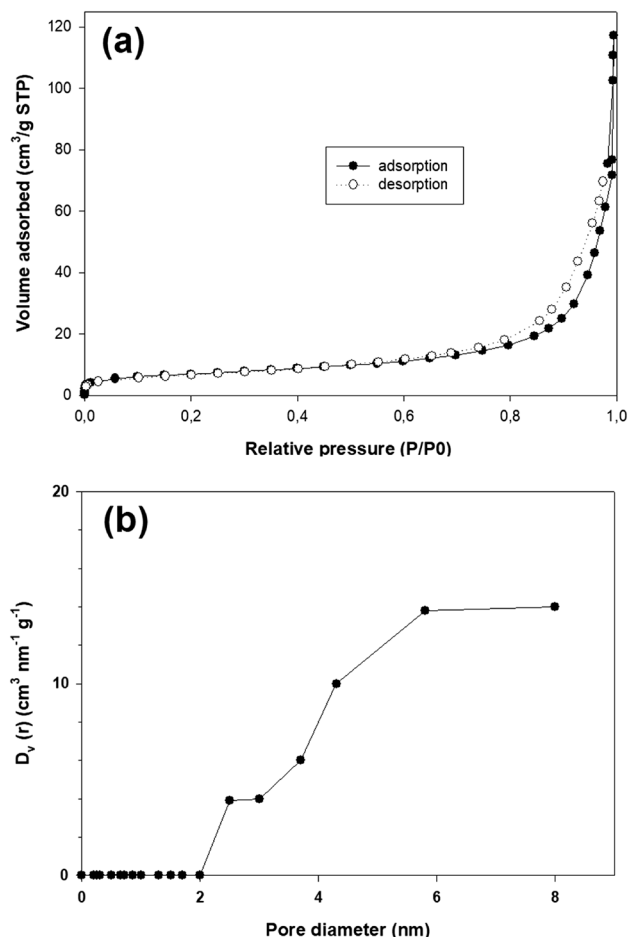 (a)
Volume adsorbed (cm³/g STP)
120
100
80
60
40
20
0
adsorption
desorption
0,0 0,2 0,4 0,6 0,8 1,0
Relative pressure (P/P0)
(b)
Dᵥ (r) (cm³ nm⁻¹ g⁻¹)
20
10
0
0 2 4 6 8
Pore diameter (nm)